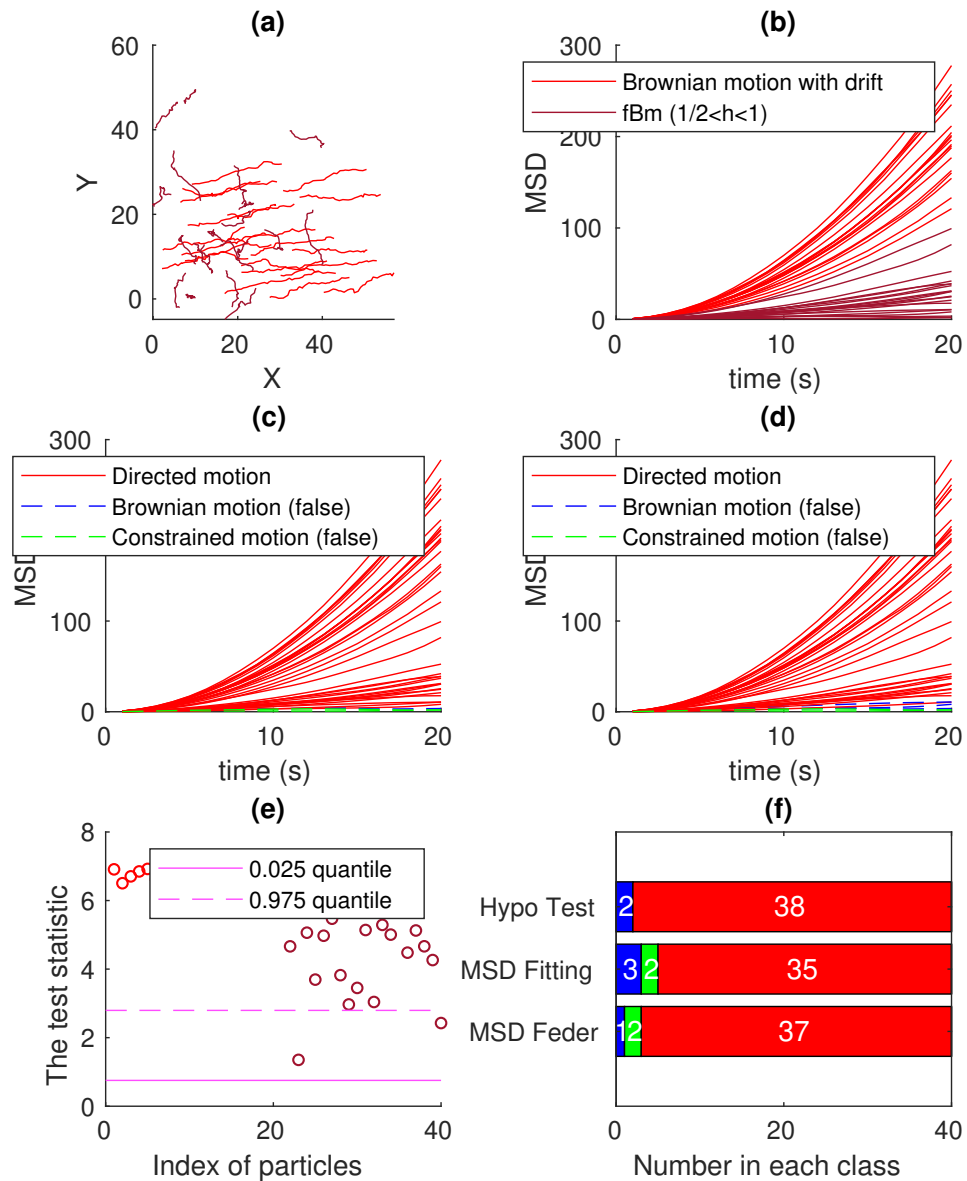 (a)
60
40
20
0
Y
0
20
40
X
(b)
300
200
100
0
MSD
Brownian motion with drift
fBm (1/2<h<1)
0
10
20
time (s)
(c)
300
100
0
MSD
Directed motion
Brownian motion (false)
Constrained motion (false)
0
10
20
time (s)
(d)
300
100
0
MSD
Directed motion
Brownian motion (false)
Constrained motion (false)
0
10
20
time (s)
(e)
8
6
4
2
0
The test statistic
0.025 quantile
0.975 quantile
0
20
40
Index of particles
(f)
Hypo Test
2
38
MSD Fitting
3
2
35
MSD Feder
1
2
37
0
20
40
Number in each class